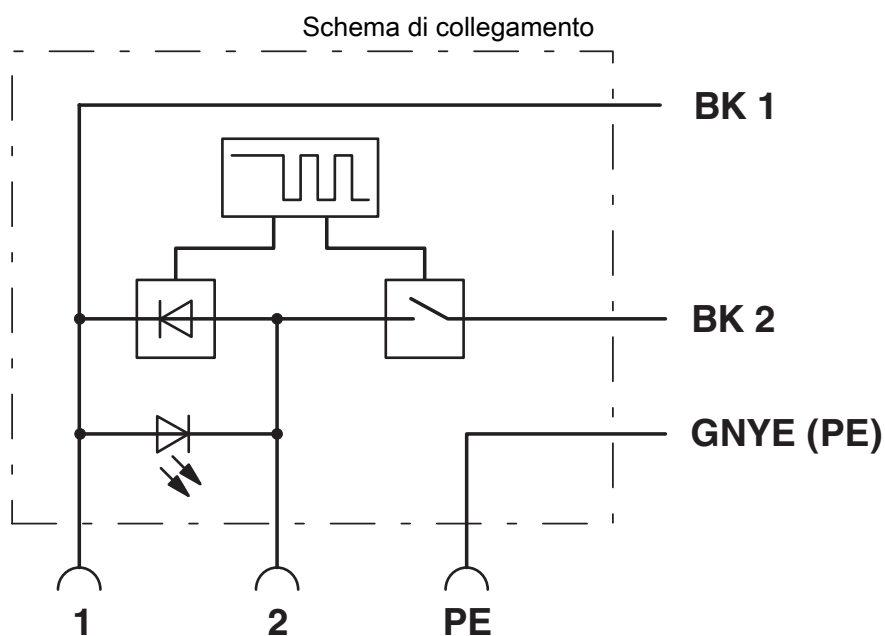 Schema di collegamento
BK 1
BK 2
GNYE (PE)
1 2 PE